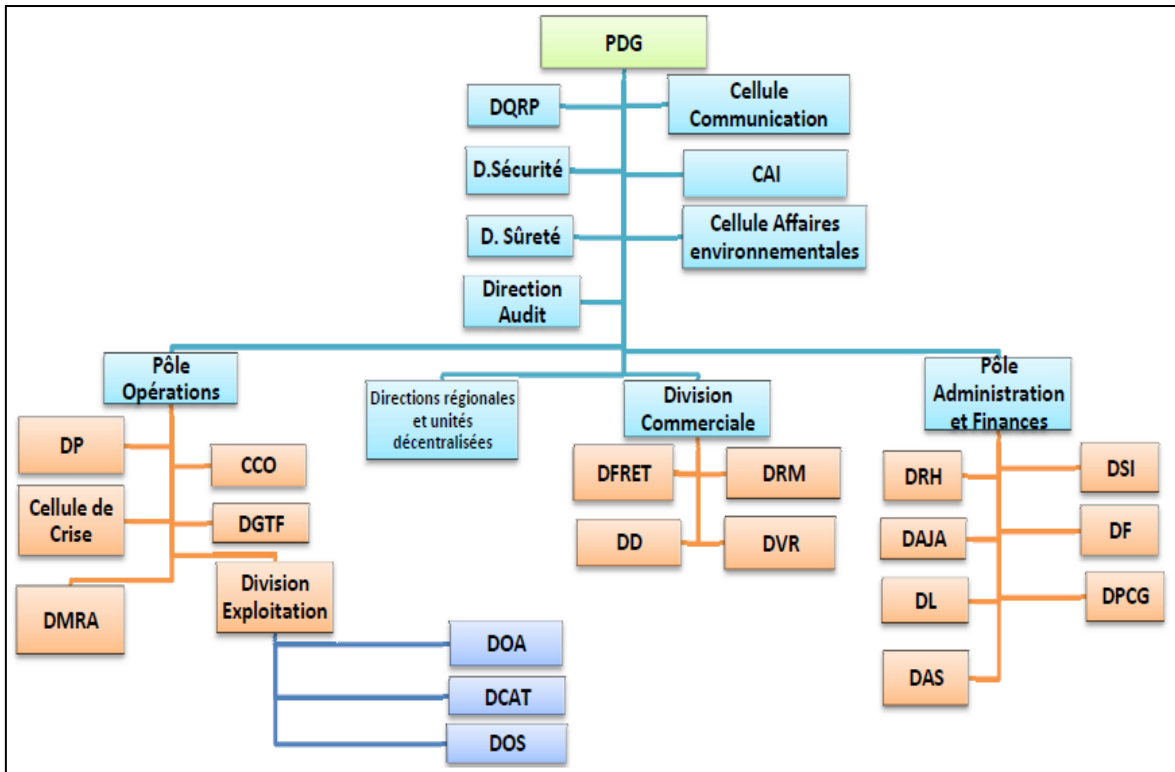 PDG
DQRP
Cellule
Communication
D.Sécurité
CAI
D. Sûreté
Cellule Affaires
environnementales
Direction
Audit
Pôle
Opérations
Directions régionales
et unités
décentralisées
Division
Commerciale
Pôle
Administration
et Finances
DP
CCO
Cellule de
Crise
DGTF
DMRA
Division
Exploitation
DOA
DCAT
DOS
DFRET
DRM
DD
DVR
DRH
DSI
DAJA
DF
DL
DPCG
DAS